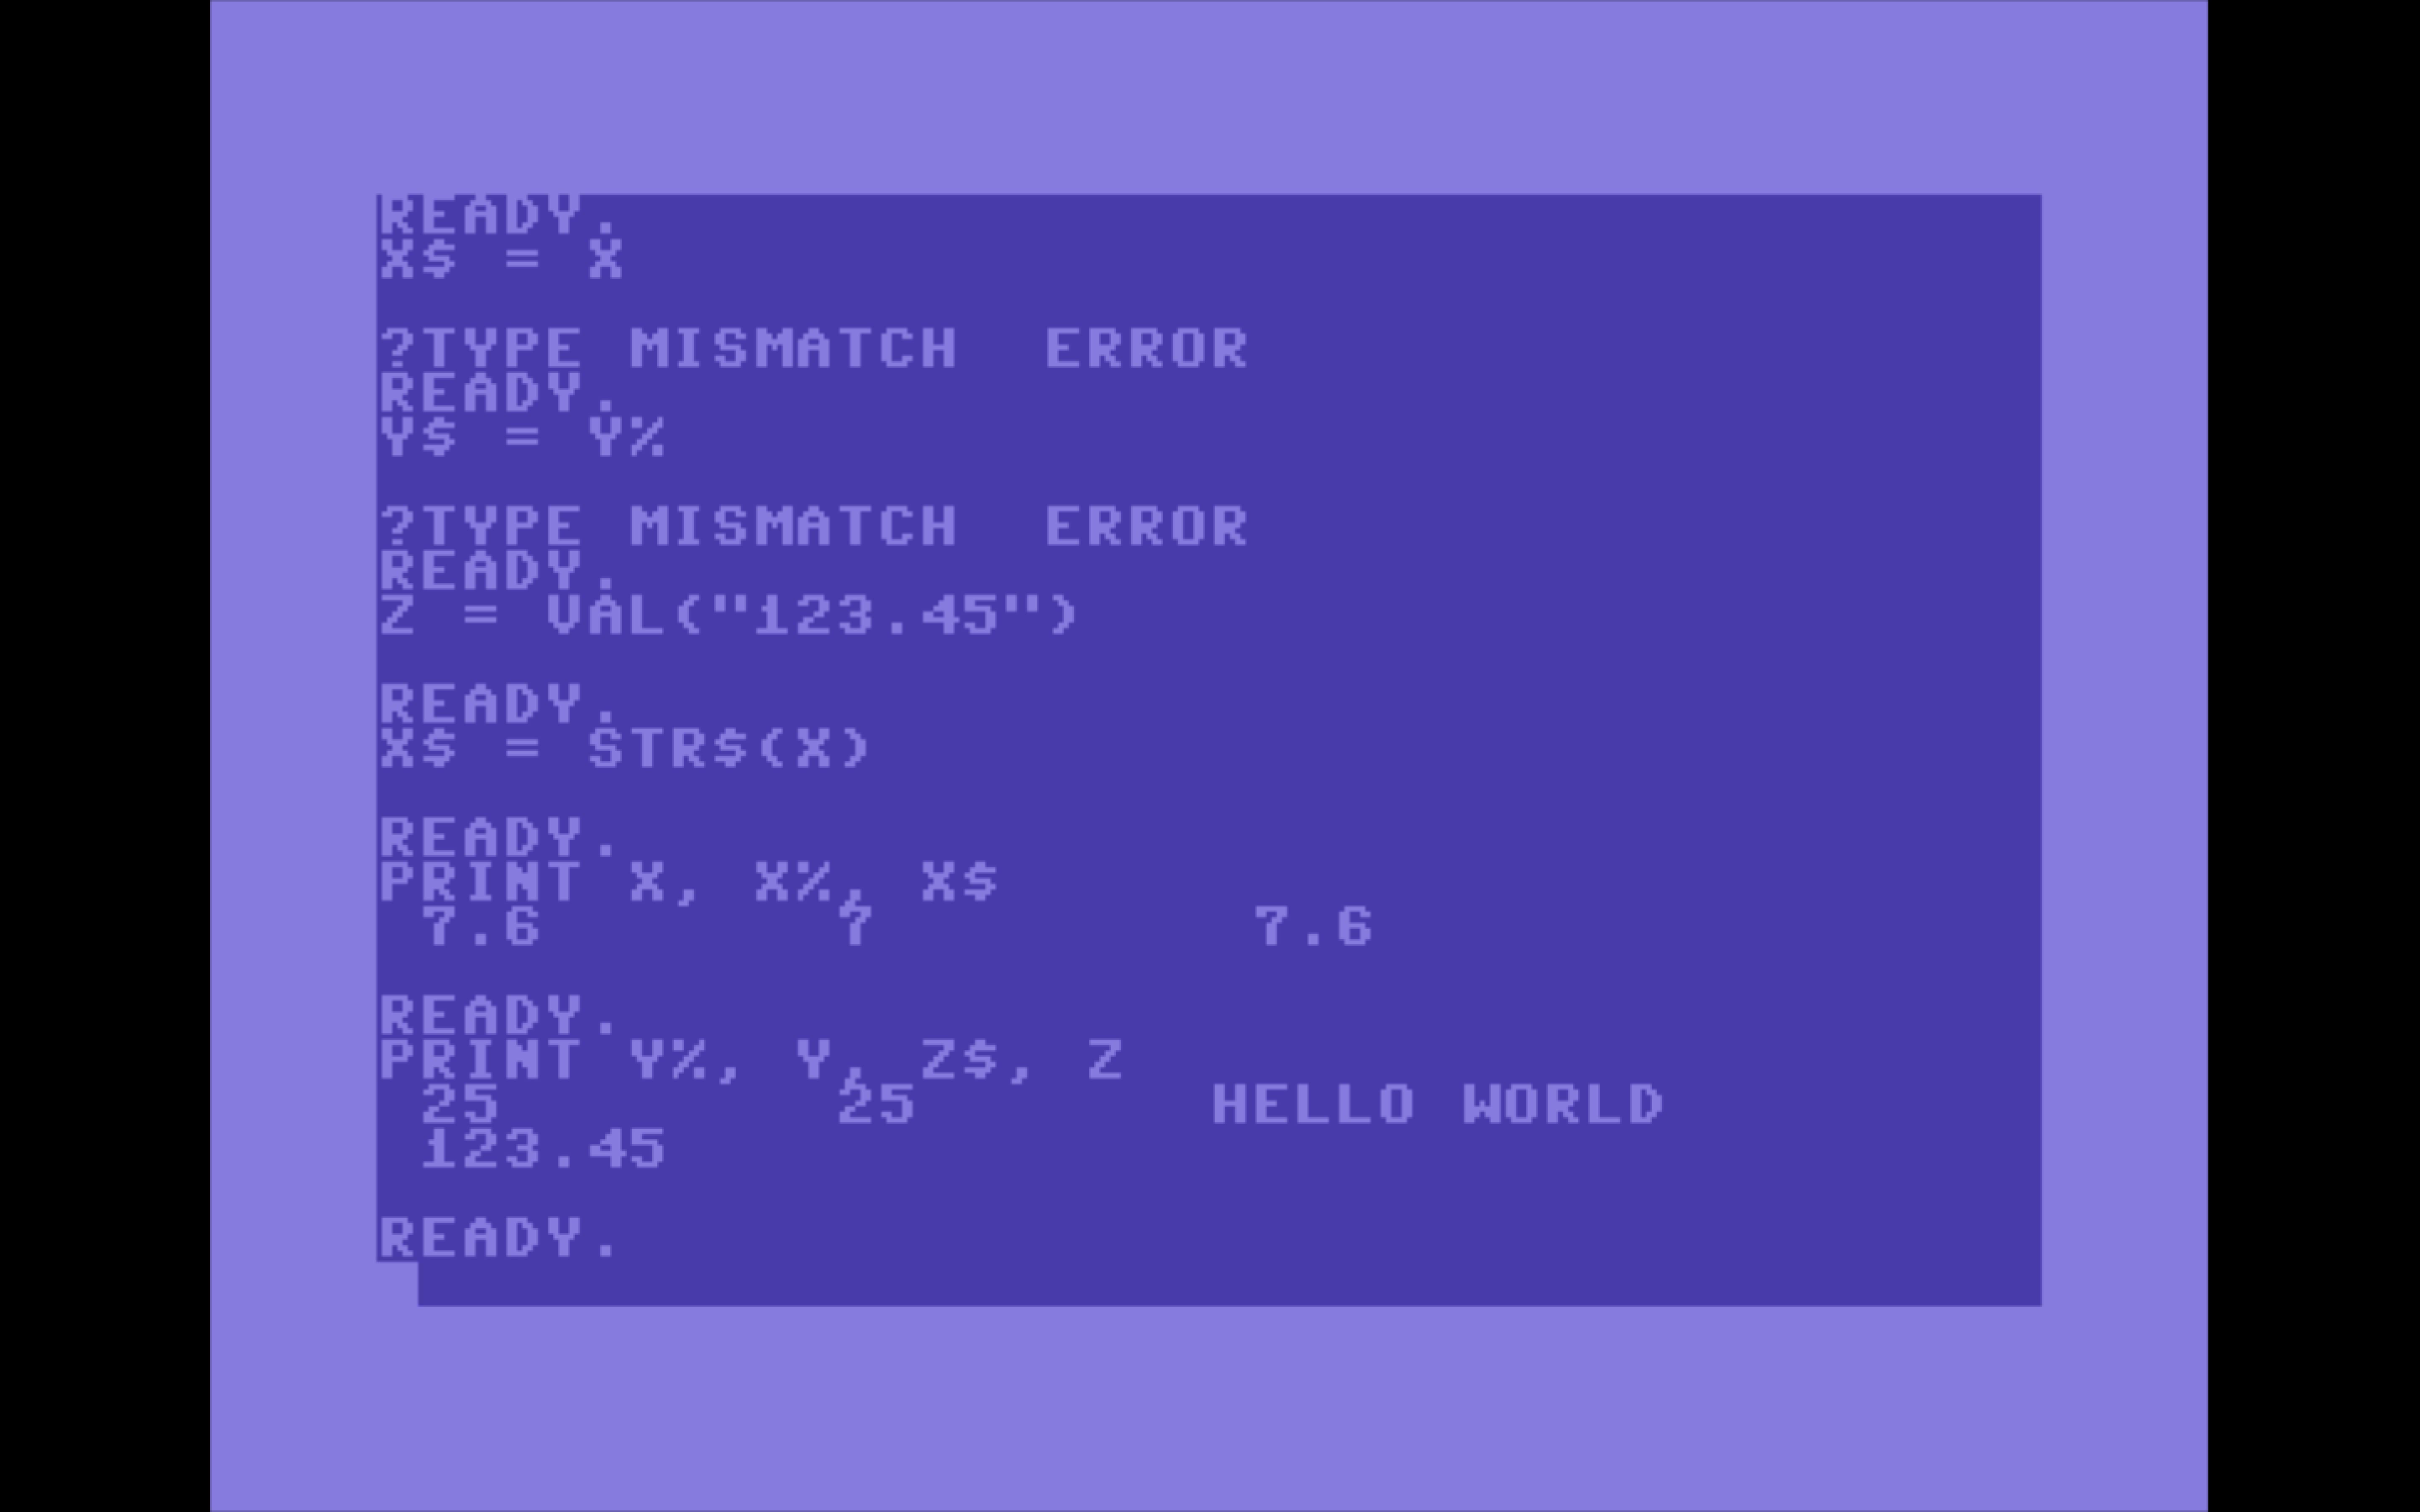 READY.
X$ = X
?TYPE MISMATCH  ERROR
READY.
Y$ = Y%
?TYPE MISMATCH  ERROR
READY.
Z = VAL("123.45")
READY.
X$ = STR$(X)
READY.
PRINT X, X%, X$
 7.6       7         7.6
READY.
PRINT Y%, Y, Z$, Z
 25        25       HELLO WORLD
 123.45
READY.